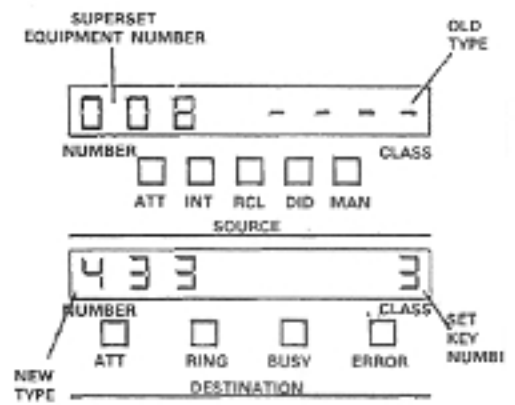 SUPERSET
EQUIPMENT NUMBER
OLD
TYPE
008 ----
NUMBER CLASS
ATT INT RCL DID MAN
SOURCE
433 3
NUMBER CLASS
ATT RING BUSY ERROR
DESTINATION
NEW
TYPE
SET
KEY
NUMBE